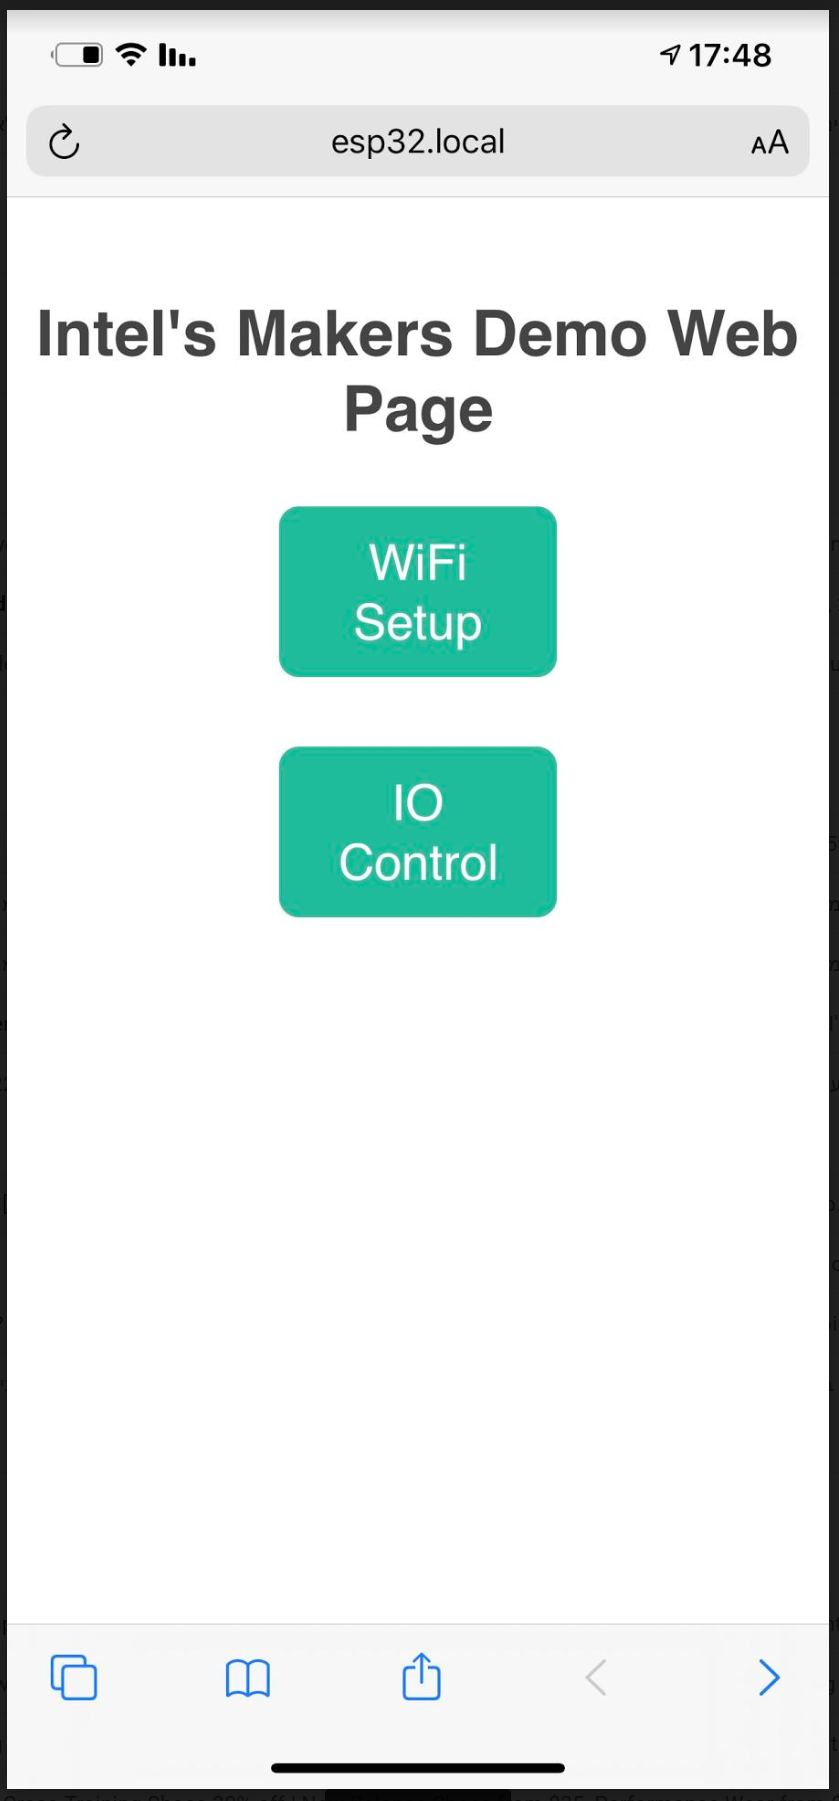 17:48
esp32.local
AA
Intel's Makers Demo Web
Page
WiFi
Setup
IO
Control